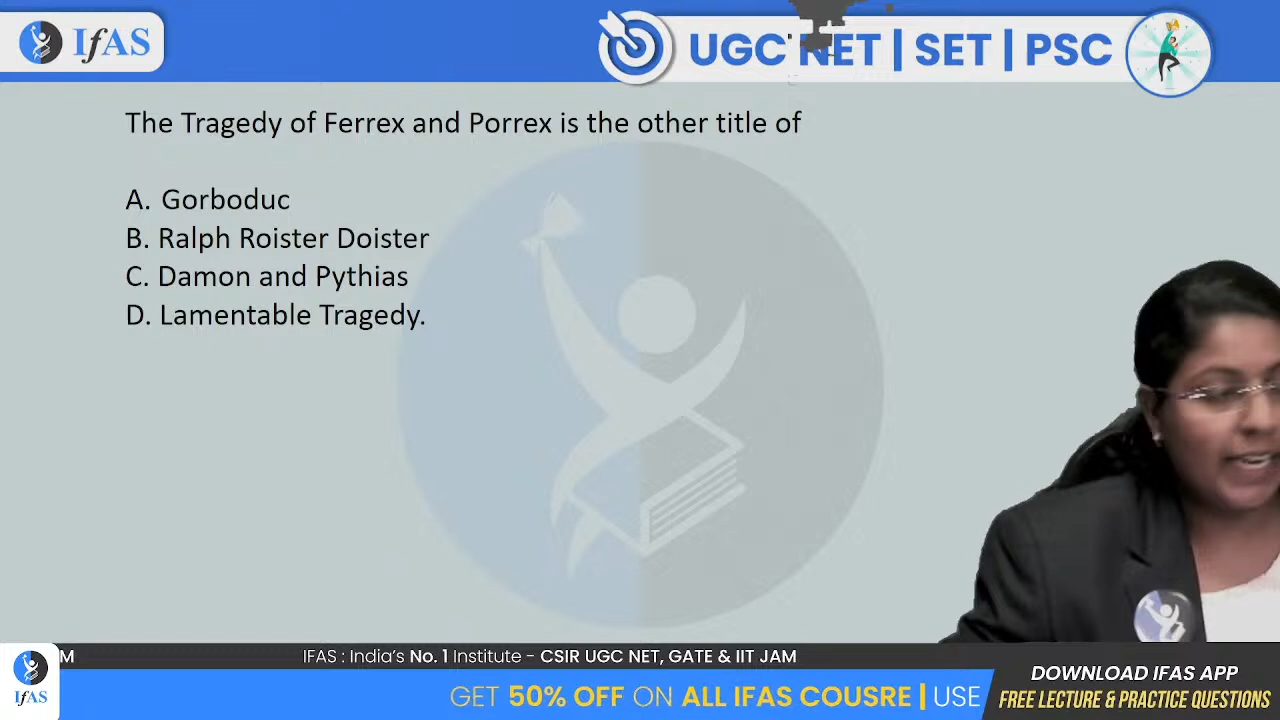 IfAS
UGC NET | SET | PSC
The Tragedy of Ferrex and Porrex is the other title of
A. Gorboduc
B. Ralph Roister Doister
C. Damon and Pythias
D. Lamentable Tragedy.
M
IFAS : India's No. 1 Institute - CSIR UGC NET, GATE & IIT JAM
IfAS
GET 50% OFF ON ALL IFAS COUSRE | USE
DOWNLOAD IFAS APP
FREE LECTURE & PRACTICE QUESTIONS